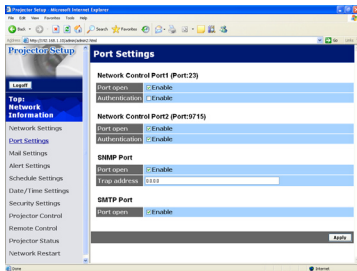 Projector Setup - Microsoft Internet Explorer
File Edit View Favorites Tools Help
Back Search Favorites
Address Go Links
Projector Setup
Logoff
Top:
Network
Information
Network Settings
Port Settings
Mail Settings
Alert Settings
Schedule Settings
Date/Time Settings
Security Settings
Projector Control
Remote Control
Projector Status
Network Restart
Port Settings
Network Control Port1 (Port:23)
Port open Enable
Authentication Enable
Network Control Port2 (Port:9715)
Port open Enable
Authentication Enable
SNMP Port
Port open Enable
Trap address 0.0.0.0
SMTP Port
Port open Enable
Apply
Done Internet